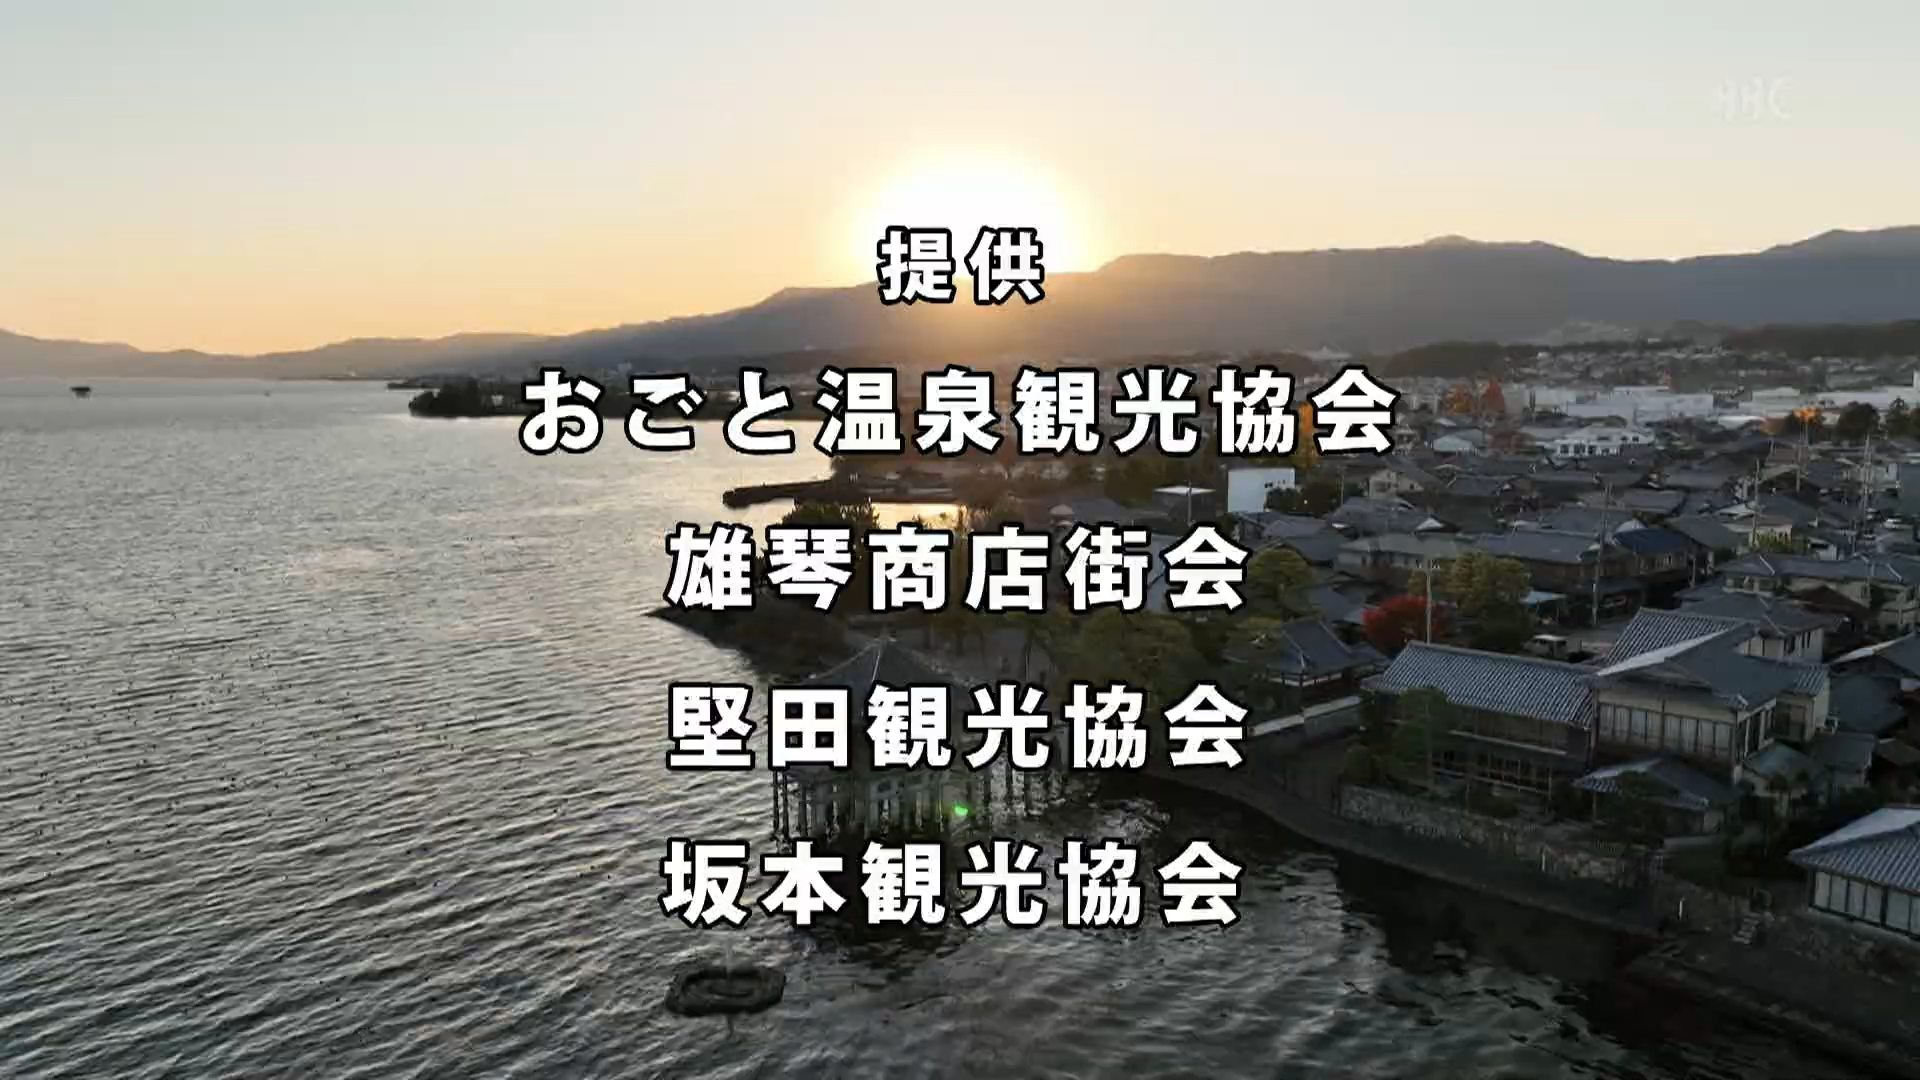 提供
おごと温泉観光協会
雄琴商店街会
堅田観光協会
坂本観光協会